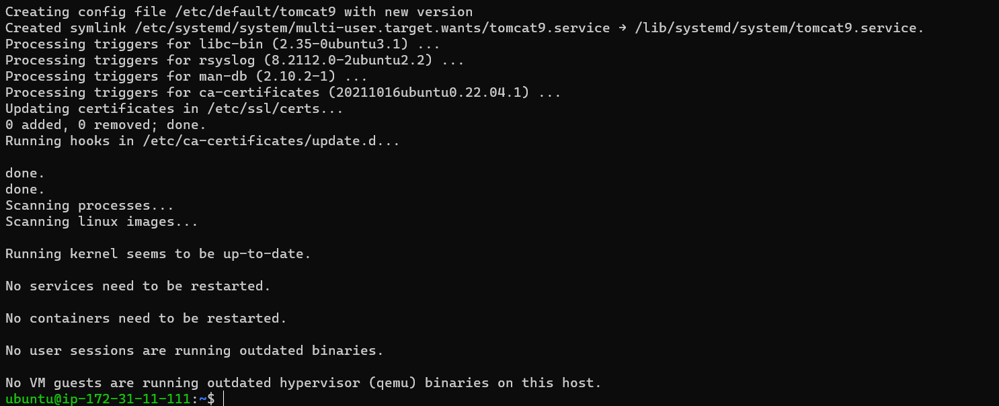 Creating config file /etc/default/tomcat9 with new version
Created symlink /etc/systemd/system/multi-user.target.wants/tomcat9.service → /lib/systemd/system/tomcat9.service.
Processing triggers for libc-bin (2.35-0ubuntu3.1) ...
Processing triggers for rsyslog (8.2112.0-2ubuntu2.2) ...
Processing triggers for man-db (2.10.2-1) ...
Processing triggers for ca-certificates (20211016ubuntu0.22.04.1) ...
Updating certificates in /etc/ssl/certs...
0 added, 0 removed; done.
Running hooks in /etc/ca-certificates/update.d...
done.
done.
Scanning processes...
Scanning linux images...
Running kernel seems to be up-to-date.
No services need to be restarted.
No containers need to be restarted.
No user sessions are running outdated binaries.
No VM guests are running outdated hypervisor (qemu) binaries on this host.
ubuntu@ip-172-31-11-111:~$